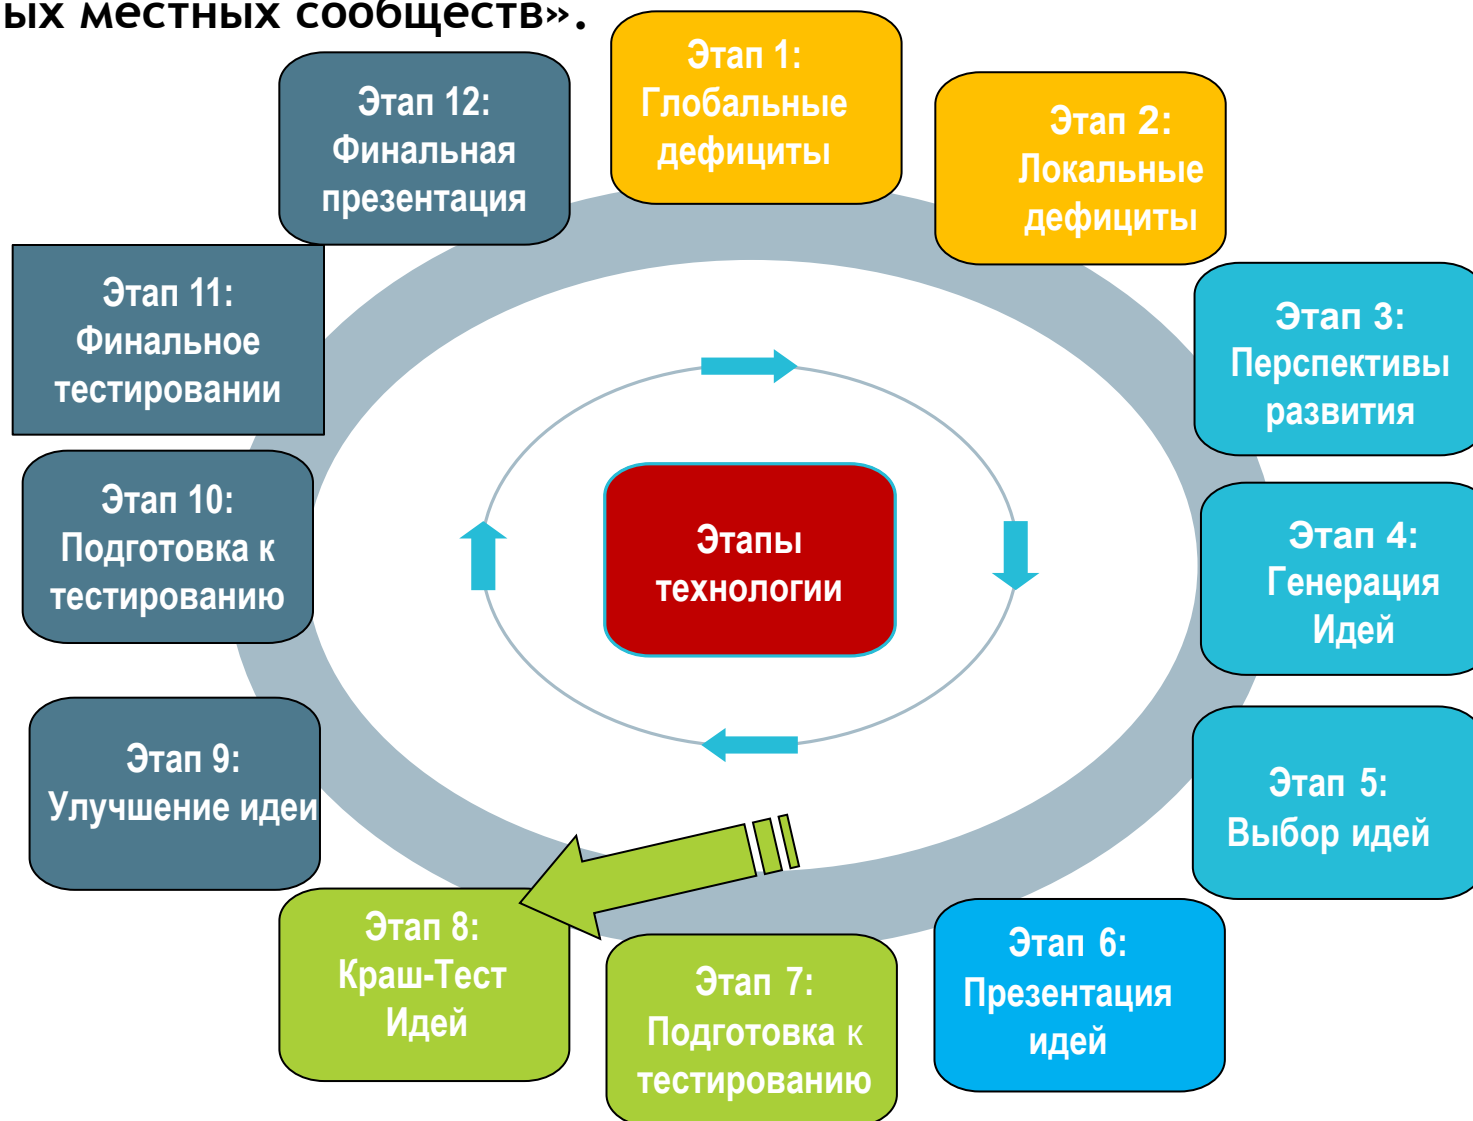 ых местных сообществ».
Этап 1:
Глобальные
дефициты
Этап 2:
Локальные
дефициты
Этап 3:
Перспективы
развития
Этап 4:
Генерация
Идей
Этап 5:
Выбор идей
Этап 6:
Презентация
идей
Этап 7:
Подготовка к
тестированию
Этап 8:
Краш-Тест
Идей
Этап 9:
Улучшение идеи
Этап 10:
Подготовка к
тестированию
Этап 11:
Финальное
тестировании
Этап 12:
Финальная
презентация
Этапы
технологии